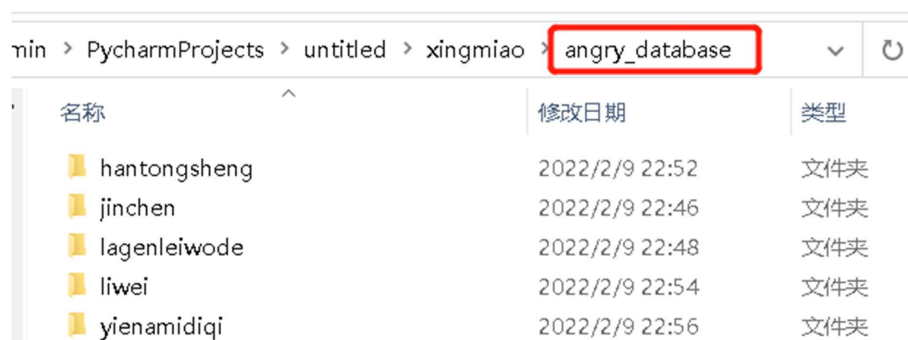 min > PycharmProjects > untitled > xingmiao > angry_database
名称 修改日期 类型
hantongsheng 2022/2/9 22:52 文件夹
jinchen 2022/2/9 22:46 文件夹
lagenleiwode 2022/2/9 22:48 文件夹
liwei 2022/2/9 22:54 文件夹
yienamidiqi 2022/2/9 22:56 文件夹